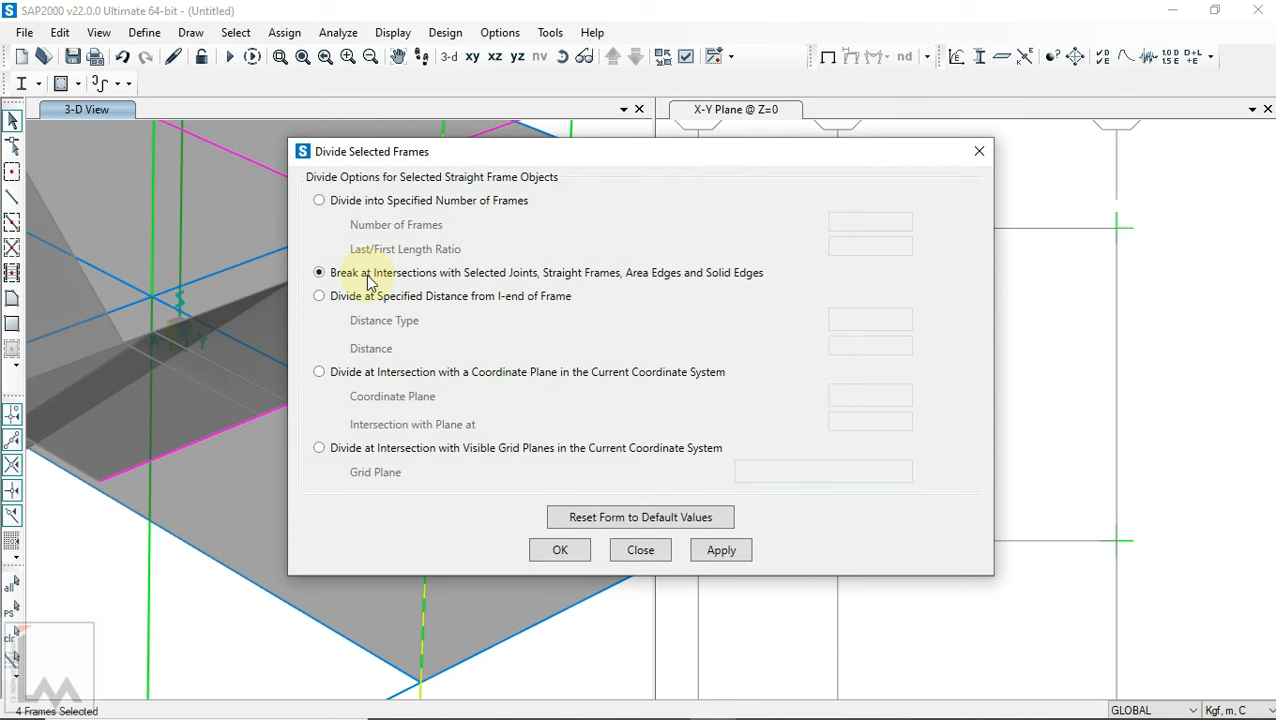 SAP2000 v22.0.0 Ultimate 64-bit - (Untitled)
File Edit View Define Draw Select Assign Analyze Display Design Options Tools Help
3-d xy xz yz nv nd
3-D View
X-Y Plane @ Z=0
Divide Selected Frames
Divide Options for Selected Straight Frame Objects
Divide into Specified Number of Frames
Number of Frames
Last/First Length Ratio
Break at Intersections with Selected Joints, Straight Frames, Area Edges and Solid Edges
Divide at Specified Distance from I-end of Frame
Distance Type
Distance
Divide at Intersection with a Coordinate Plane in the Current Coordinate System
Coordinate Plane
Intersection with Plane at
Divide at Intersection with Visible Grid Planes in the Current Coordinate System
Grid Plane
Reset Form to Default Values
OK Close Apply
all
PS
clr
4 Frames Selected
GLOBAL
Kgf, m, C